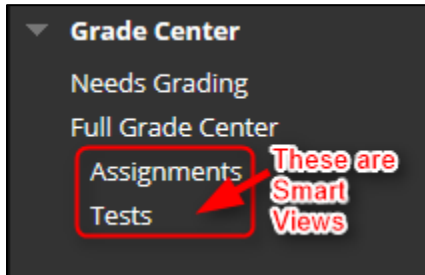 Grade Center
Needs Grading
Full Grade Center
Assignments
Tests
These are
Smart
Views